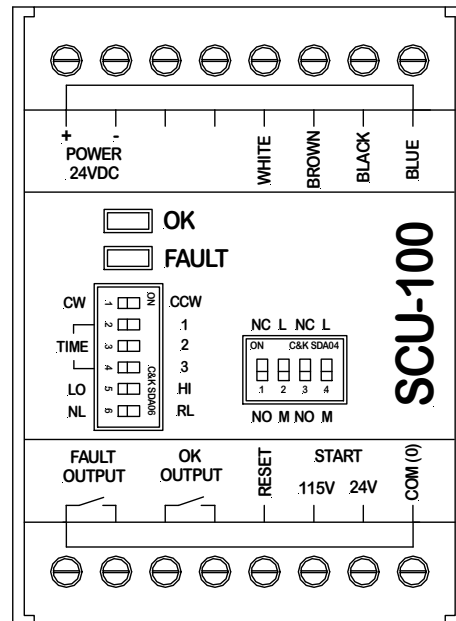 + -
POWER
24VDC
WHITE
BROWN
BLACK
BLUE
OK
FAULT
SCU-100
CW 1 ON CCW
2 1
TIME 3 2
4 3
LO 5 HI
NL 6 RL
C&K SDA06
NC L NC L
ON C&K SDA04
1 2 3 4
NO M NO M
FAULT
OUTPUT
OK
OUTPUT
RESET
START
115V 24V
COM (0)